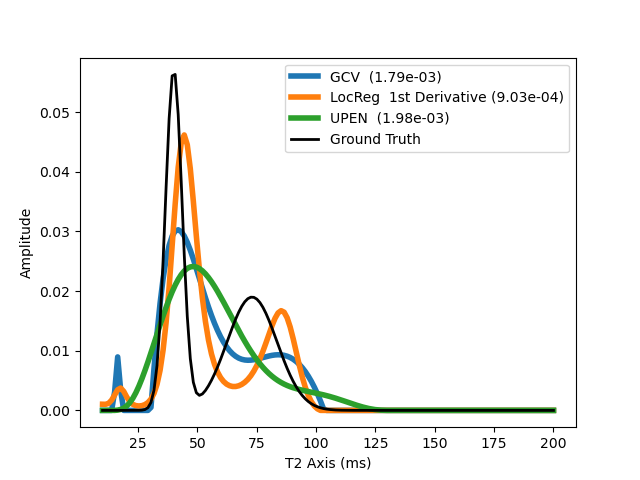 GCV  (1.79e-03)
LocReg  1st Derivative (9.03e-04)
UPEN  (1.98e-03)
Ground Truth
0.05
0.04
0.03
0.02
0.01
0.00
Amplitude
25 50 75 100 125 150 175 200
T2 Axis (ms)